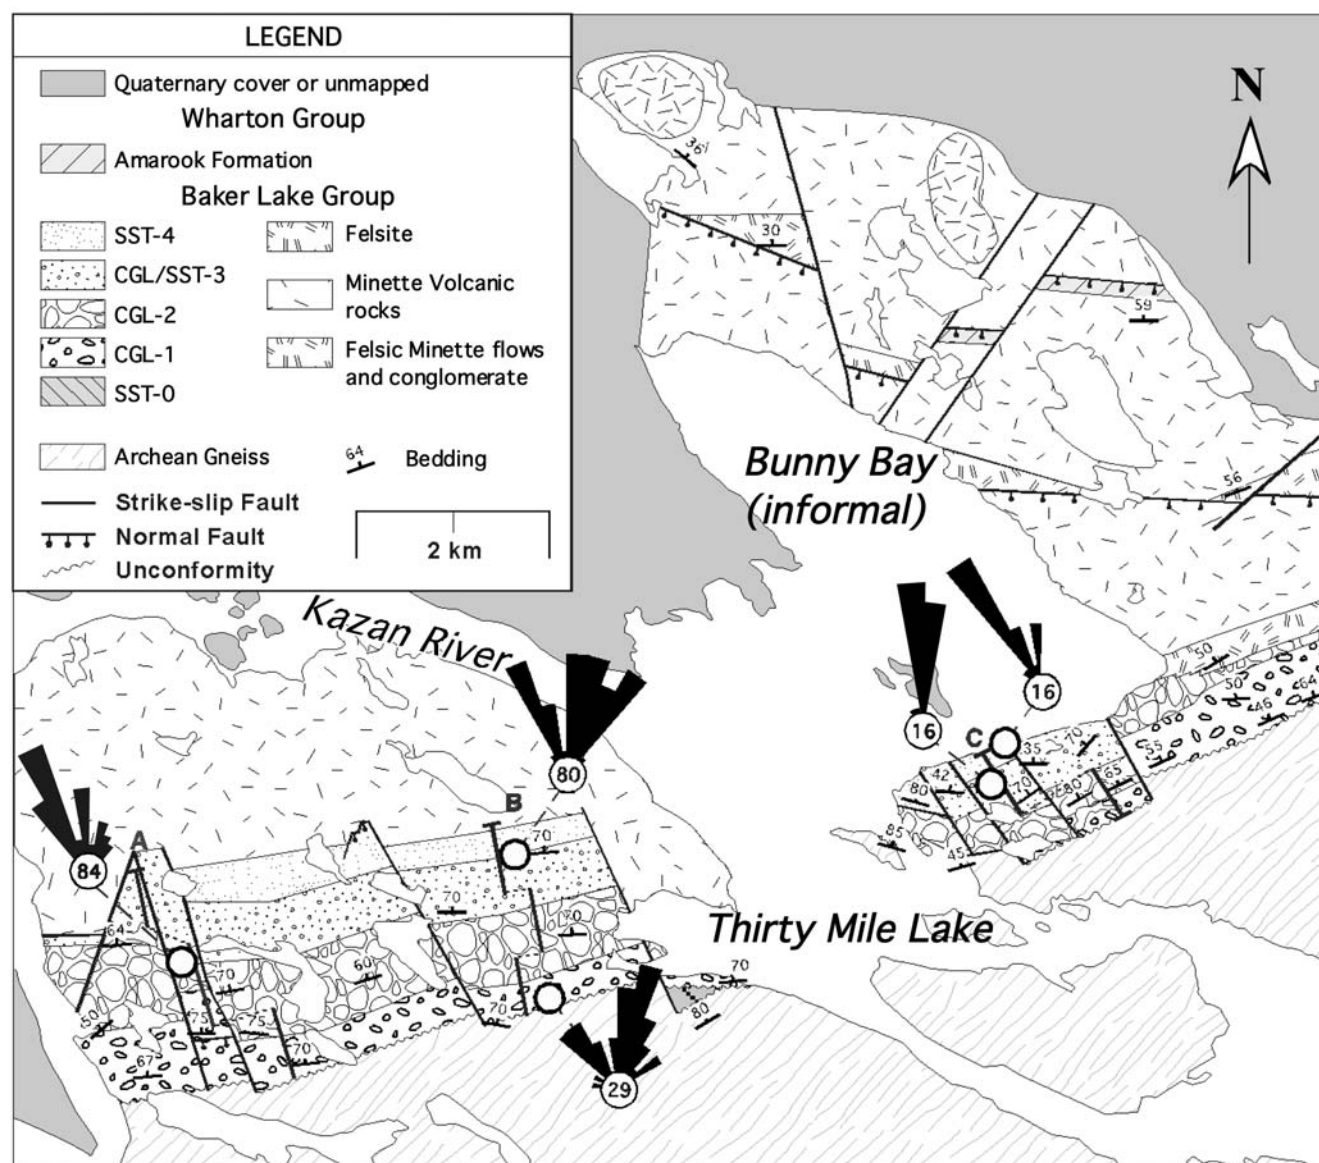 LEGEND
Quaternary cover or unmapped
Wharton Group
Amarook Formation
Baker Lake Group
SST-4
CGL/SST-3
CGL-2
CGL-1
SST-0
Felsite
Minette Volcanic
rocks
Felsic Minette flows
and conglomerate
Archean Gneiss
64
Bedding
Strike-slip Fault
Normal Fault
Unconformity
2 km
N
36
30
59
56
Bunny Bay
(informal)
Kazan River
Thirty Mile Lake
50
50
64
46
55
16
16
C
35
70
42
80
70
80
65
85
45
80
B
70
84
A
64
70
70
60
70
50
75
75
67
70
70
70
80
29